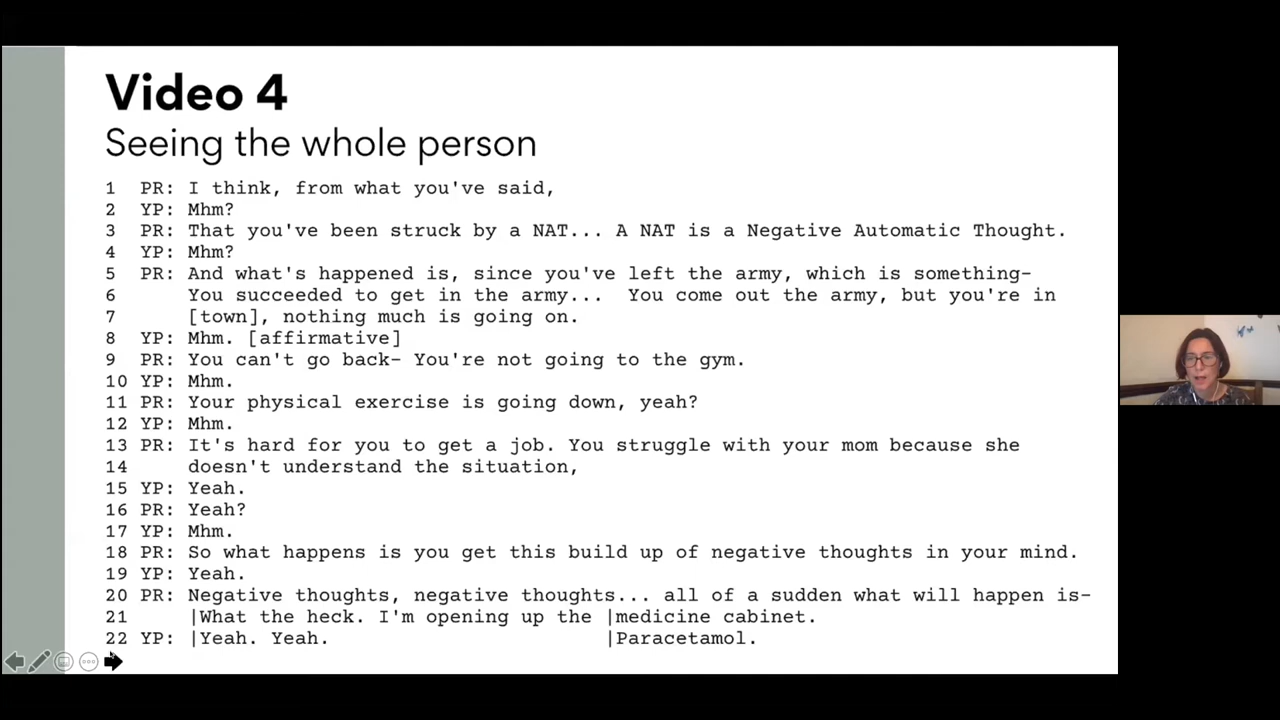 Video 4
Seeing the whole person
1 PR: I think, from what you've said,
2 YP: Mhm?
3 PR: That you've been struck by a NAT... A NAT is a Negative Automatic Thought.
4 YP: Mhm?
5 PR: And what's happened is, since you've left the army, which is something-
6 You succeeded to get in the army... You come out the army, but you're in
7 [town], nothing much is going on.
8 YP: Mhm. [affirmative]
9 PR: You can't go back- You're not going to the gym.
10 YP: Mhm.
11 PR: Your physical exercise is going down, yeah?
12 YP: Mhm.
13 PR: It's hard for you to get a job. You struggle with your mom because she
14 doesn't understand the situation,
15 YP: Yeah.
16 PR: Yeah?
17 YP: Mhm.
18 PR: So what happens is you get this build up of negative thoughts in your mind.
19 YP: Yeah.
20 PR: Negative thoughts, negative thoughts... all of a sudden what will happen is-
21 |What the heck. I'm opening up the |medicine cabinet.
22 YP: |Yeah. Yeah. |Paracetamol.